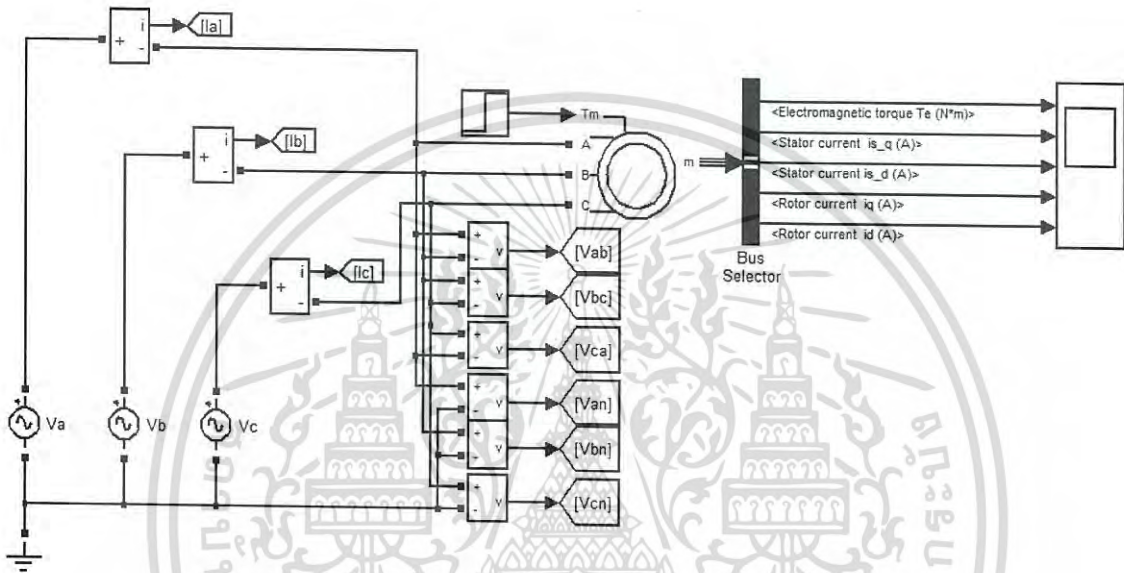 i
[Ia]
+
-
i
[Ib]
+
-
i
[Ic]
+
-
Tm
A
B
C
m
<Electromagnetic torque Te (N*m)>
<Stator current is_q (A)>
<Stator current is_d (A)>
<Rotor current iq (A)>
<Rotor current id (A)>
Bus
Selector
+
-
v
[Vab]
+
-
v
[Vbc]
+
-
v
[Vca]
+
-
v
[Van]
+
-
v
[Vbn]
+
-
v
[Vcn]
Va
Vb
Vc